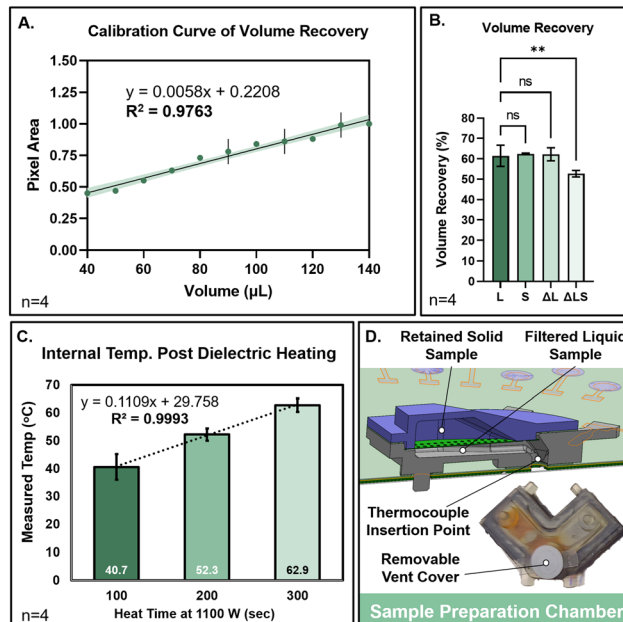 A.
Calibration Curve of Volume Recovery
y = 0.0058x + 0.2208
R² = 0.9763
Pixel Area
1.50
1.25
1.00
0.75
0.50
0.25
0.00
40
60
80
100
120
140
Volume (µL)
n=4
B.
Volume Recovery
**
ns
ns
Volume Recovery (%)
80
70
60
50
40
30
20
10
0
L
S
ΔL
ΔLS
n=4
C.
Internal Temp. Post Dielectric Heating
y = 0.1109x + 29.758
R² = 0.9993
Measured Temp (ºC)
70
60
50
40
30
20
10
0
40.7
52.3
62.9
100
200
300
Heat Time at 1100 W (sec)
n=4
D.
Retained Solid
Sample
Filtered Liquid
Sample
Thermocouple
Insertion Point
Removable
Vent Cover
Sample Preparation Chamber